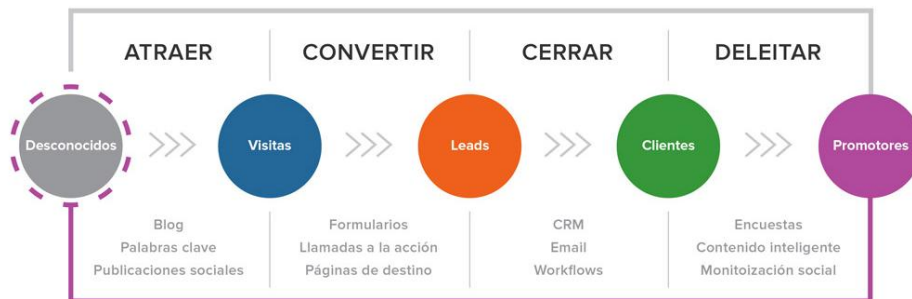 ATRAER
CONVERTIR
CERRAR
DELEITAR
Desconocidos
Visitas
Leads
Clientes
Promotores
Blog
Palabras clave
Publicaciones sociales
Formularios
Llamadas a la acción
Páginas de destino
CRM
Email
Workflows
Encuestas
Contenido inteligente
Monitoización social